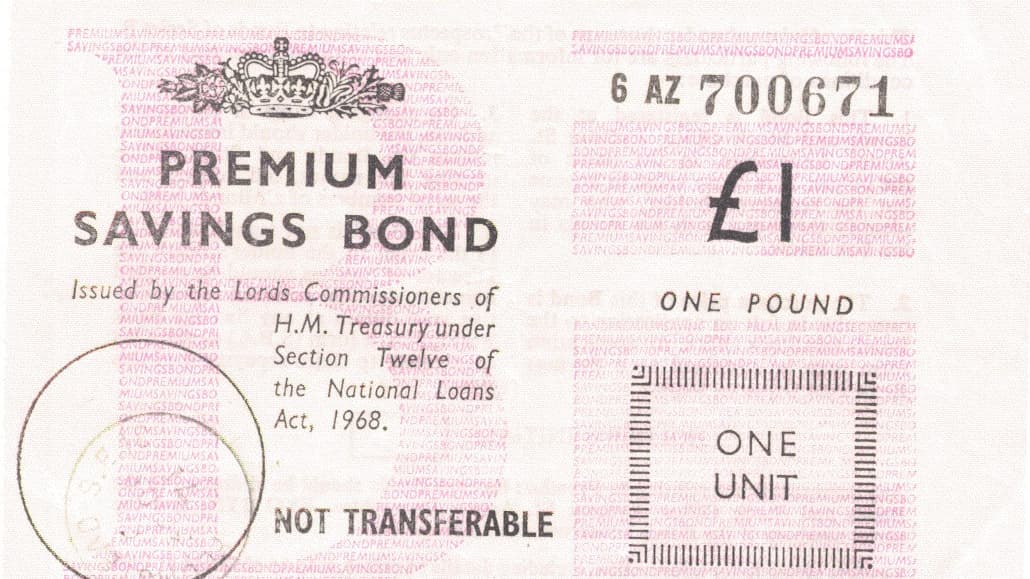 6 AZ 700671
PREMIUM
SAVINGS BOND
£1
Issued by the Lords Commissioners of
H.M. Treasury under
Section Twelve of
the National Loans
Act, 1968.
ONE POUND
ONE
UNIT
NOT TRANSFERABLE